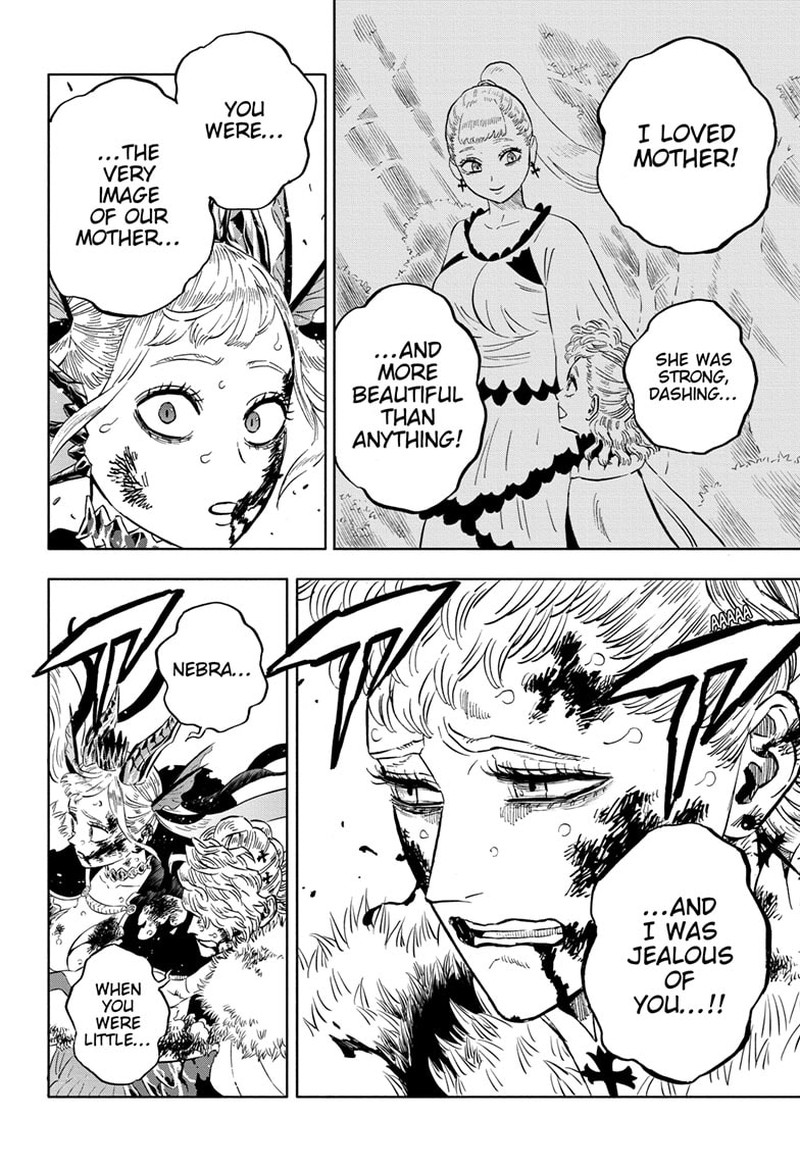 I LOVED
MOTHER!
SHE WAS
STRONG,
DASHING...
...AND
MORE
BEAUTIFUL
THAN
ANYTHING!
YOU
WERE...
...THE
VERY
IMAGE
OF OUR
MOTHER...
AAAAA
...AND
I WAS
JEALOUS
OF
YOU...!!
NEBRA...
WHEN
YOU
WERE
LITTLE...